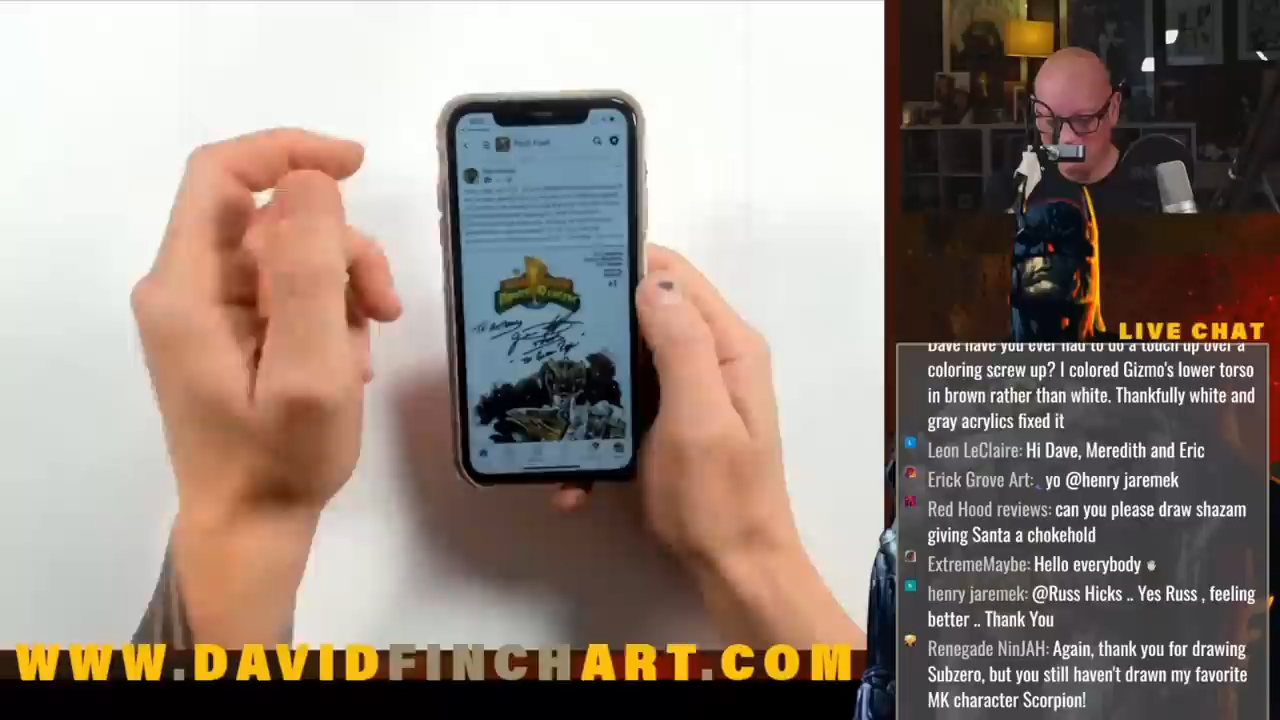 LIVE CHAT
Dave have you ever had to do a touch up over a
coloring screw up? I colored Gizmo's lower torso
in brown rather than white. Thankfully white and
gray acrylics fixed it
Leon LeClaire: Hi Dave, Meredith and Eric
Erick Grove Art: yo @henry jaremek
Red Hood reviews: can you please draw shazam
giving Santa a chokehold
ExtremeMaybe: Hello everybody
henry jaremek: @Russ Hicks .. Yes Russ , feeling
better .. Thank You
Renegade NinJAH: Again, thank you for drawing
Subzero, but you still haven't drawn my favorite
MK character Scorpion!
WWW.DAVIDFINCHART.COM